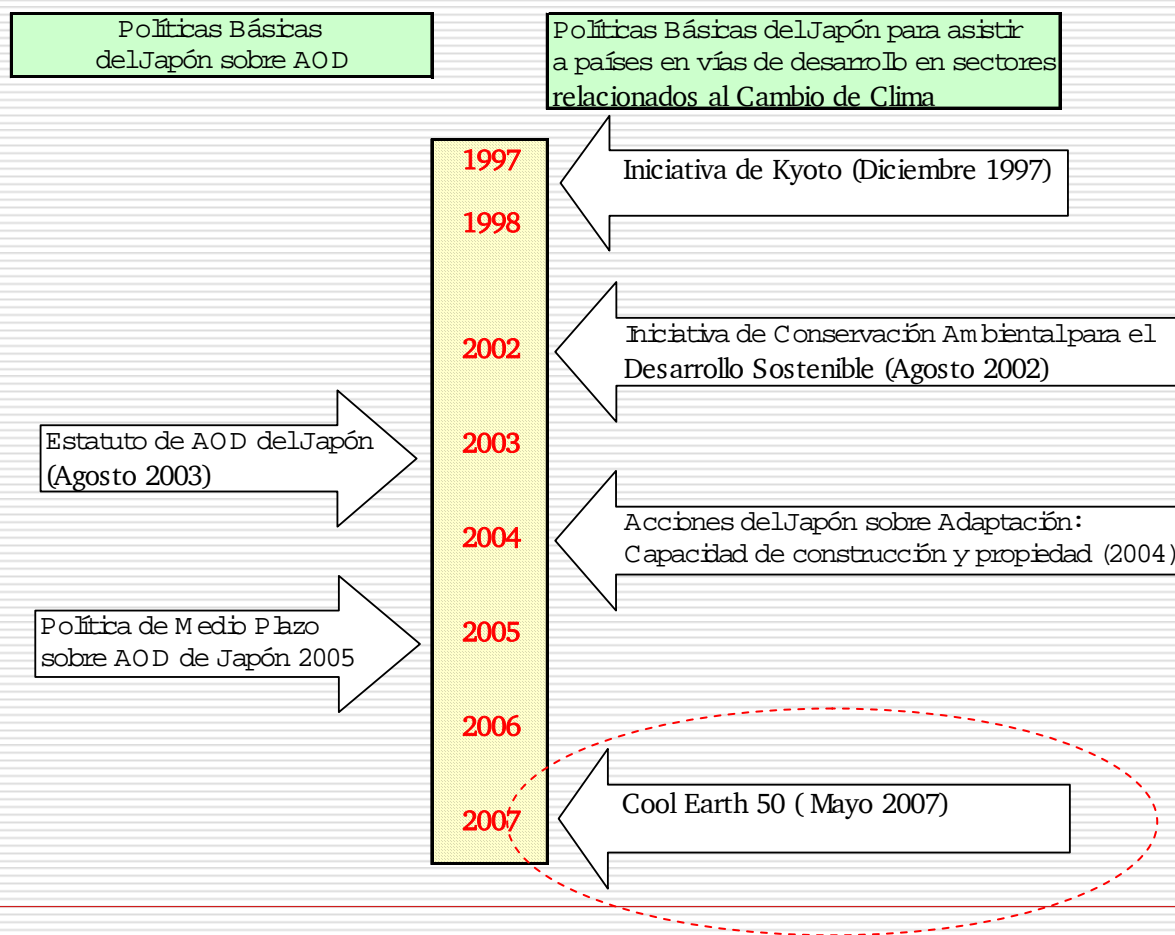 Políticas Básicas
del Japón sobre AOD
Políticas Básicas del Japón para asistir
a países en vías de desarrollo en sectores
relacionados al Cambio de Clima
1997
Iniciativa de Kyoto (Diciembre 1997)
1998
2002
Iniciativa de Conservación Ambiental para el
Desarrollo Sostenible (Agosto 2002)
Estatuto de AOD del Japón
(Agosto 2003)
2003
2004
Acciones del Japón sobre Adaptación:
Capacidad de construcción y propiedad (2004)
Política de Medio Plazo
sobre AOD de Japón 2005
2005
2006
2007
Cool Earth 50 ( Mayo 2007)